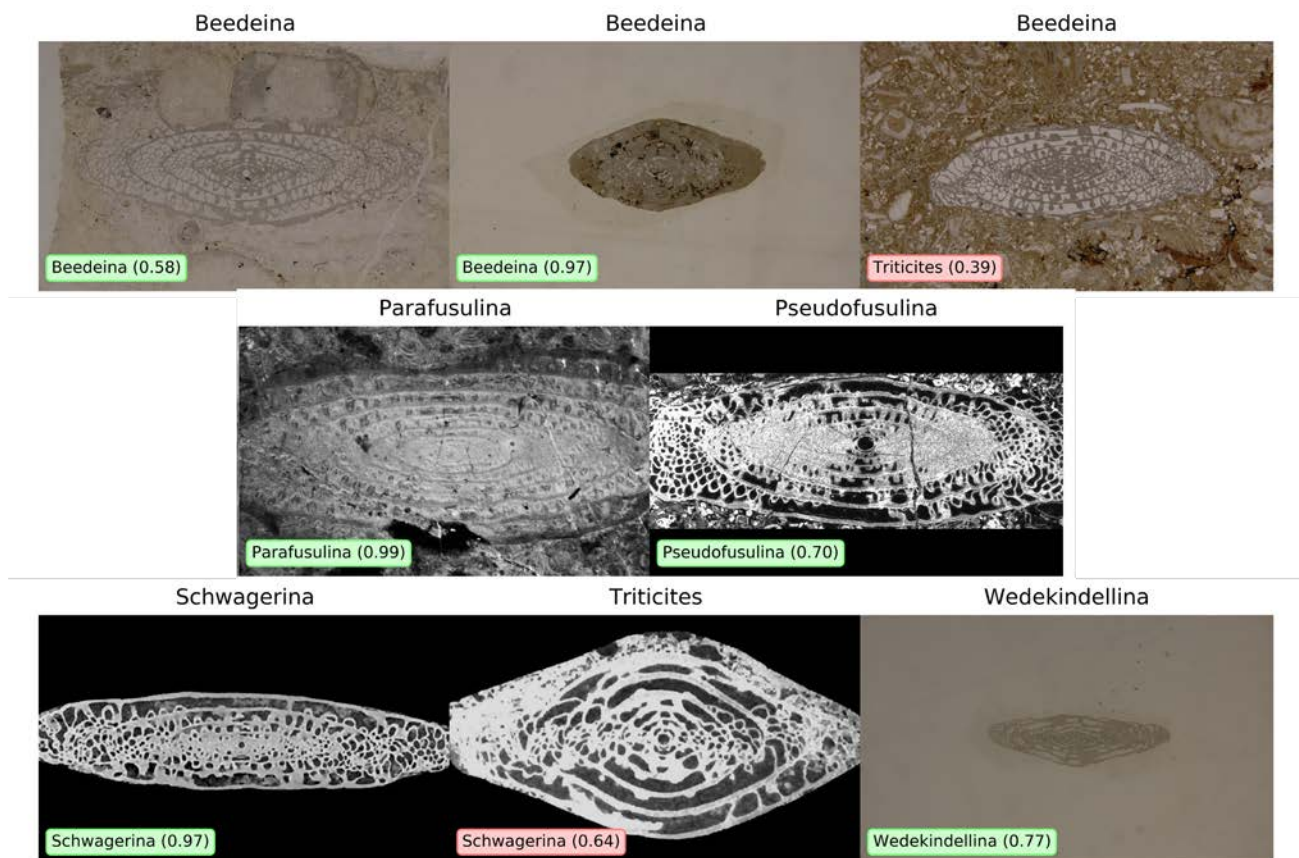 Beedeina
Beedeina
Beedeina
Beedeina (0.58)
Beedeina (0.97)
Triticites (0.39)
Parafusulina
Pseudofusulina
Parafusulina (0.99)
Pseudofusulina (0.70)
Schwagerina
Triticites
Wedekindellina
Schwagerina (0.97)
Schwagerina (0.64)
Wedekindellina (0.77)